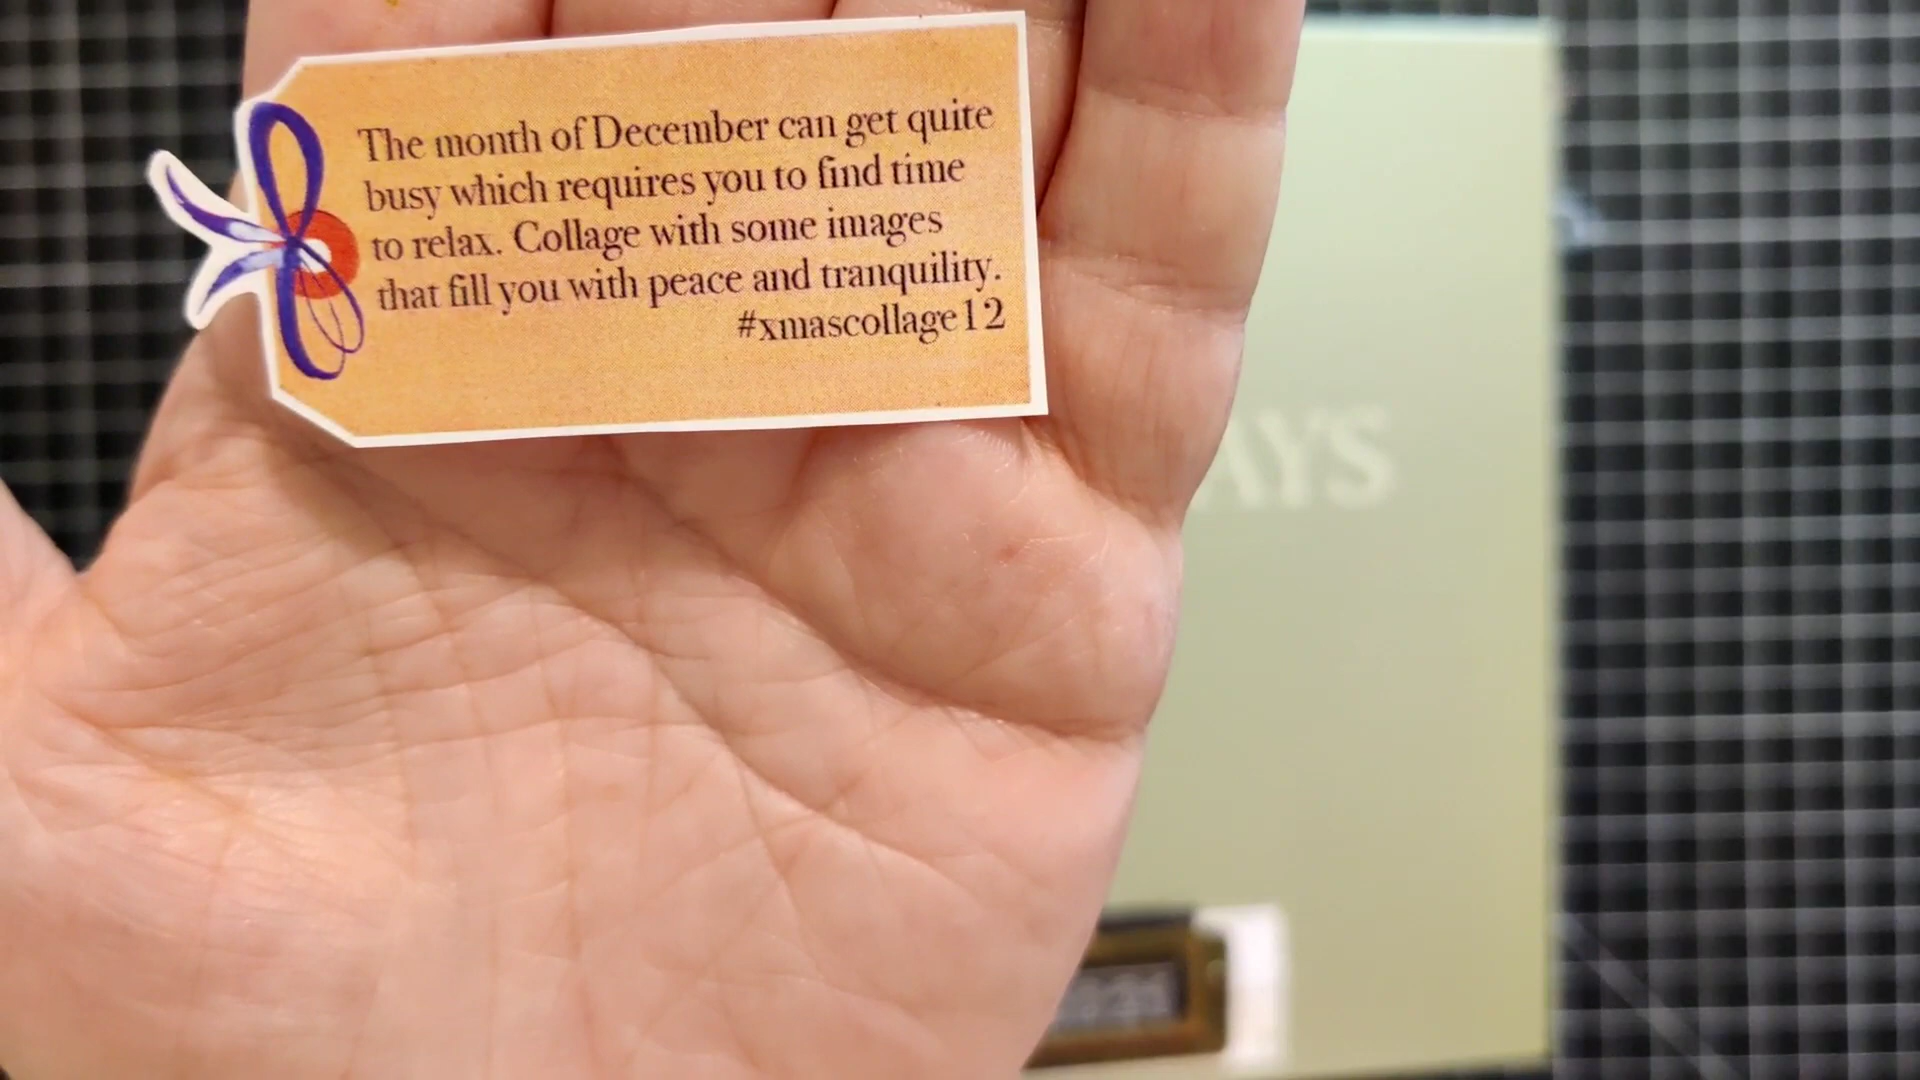 The month of December can get quite
busy which requires you to find time
to relax. Collage with some images
that fill you with peace and tranquility.
#xmascollage12
AYS